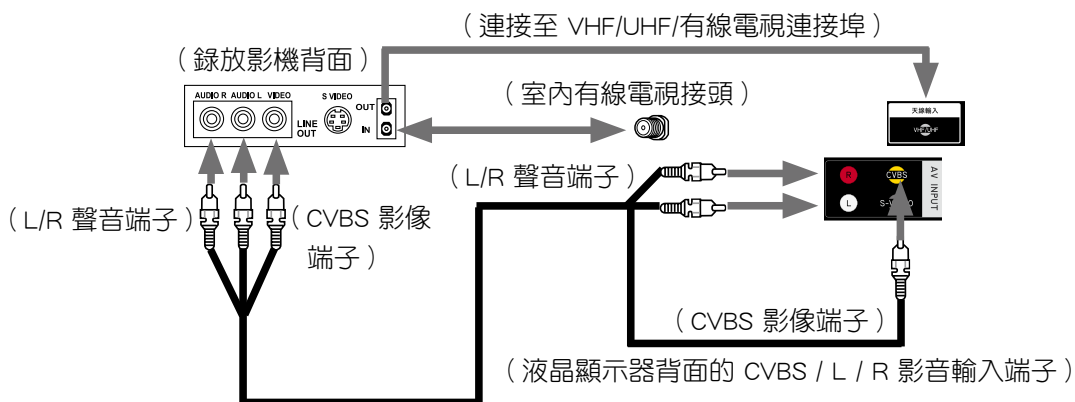 （連接至 VHF/UHF/有線電視連接埠）
（錄放影機背面）
AUDIO R AUDIO L VIDEO
S VIDEO
OUT
LINE
OUT
IN
（室內有線電視接頭）
天線輸入
VHF/UHF
（L/R 聲音端子）
R
CVBS
L
AV INPUT
（L/R 聲音端子）
（CVBS 影像
端子）
（CVBS 影像端子）
（液晶顯示器背面的 CVBS / L / R 影音輸入端子）